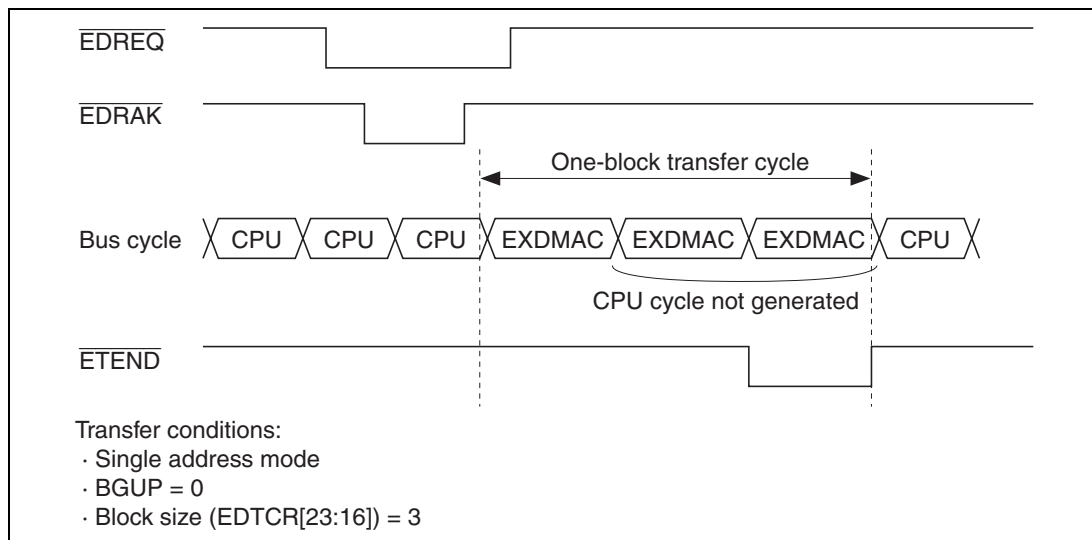 EDREQ
EDRAK
One-block transfer cycle
Bus cycle CPU CPU CPU EXDMAC EXDMAC EXDMAC CPU
CPU cycle not generated
ETEND
Transfer conditions:
· Single address mode
· BGUP = 0
· Block size (EDTCR[23:16]) = 3